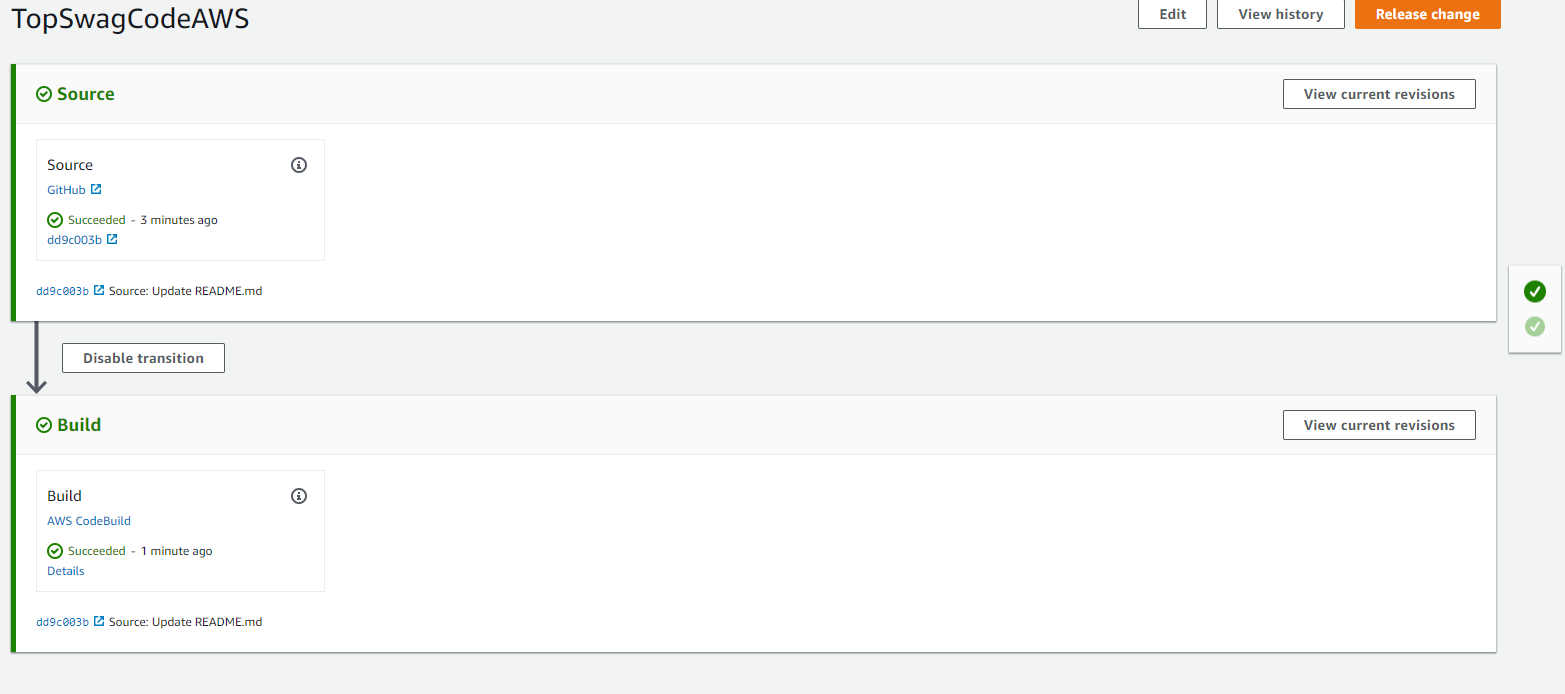 TopSwagCodeAWS
Edit
View history
Release change
Source
View current revisions
Source
GitHub
Succeeded - 3 minutes ago
dd9c003b
dd9c003b Source: Update README.md
Disable transition
Build
View current revisions
Build
AWS CodeBuild
Succeeded - 1 minute ago
Details
dd9c003b Source: Update README.md